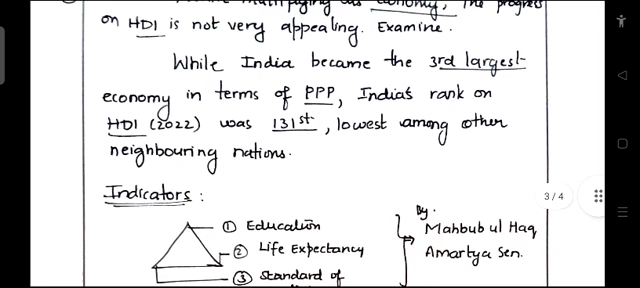 on HDI is not very appealing. Examine.
While India became the 3rd largest
economy in terms of PPP, India's rank on
HDI (2022) was 131st, lowest among other
neighbouring nations.
Indicators :
3/4
① Education
② Life Expectancy
③ Standard of
By.
Mahbub ul Haq
Amartya Sen.